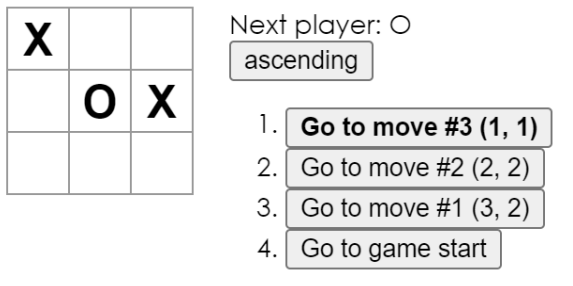 X
O X
Next player: O
ascending
1. Go to move #3 (1, 1)
2. Go to move #2 (2, 2)
3. Go to move #1 (3, 2)
4. Go to game start